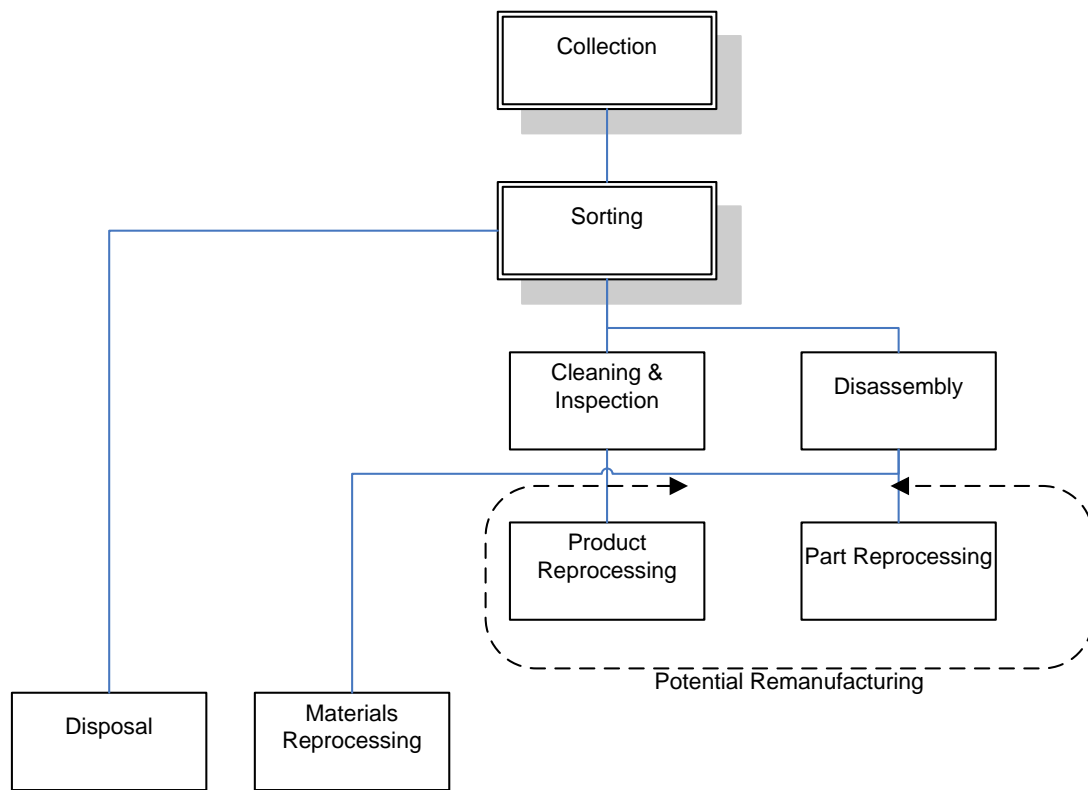 Collection
Sorting
Cleaning &
Inspection
Disassembly
Product
Reprocessing
Part Reprocessing
Potential Remanufacturing
Disposal
Materials
Reprocessing